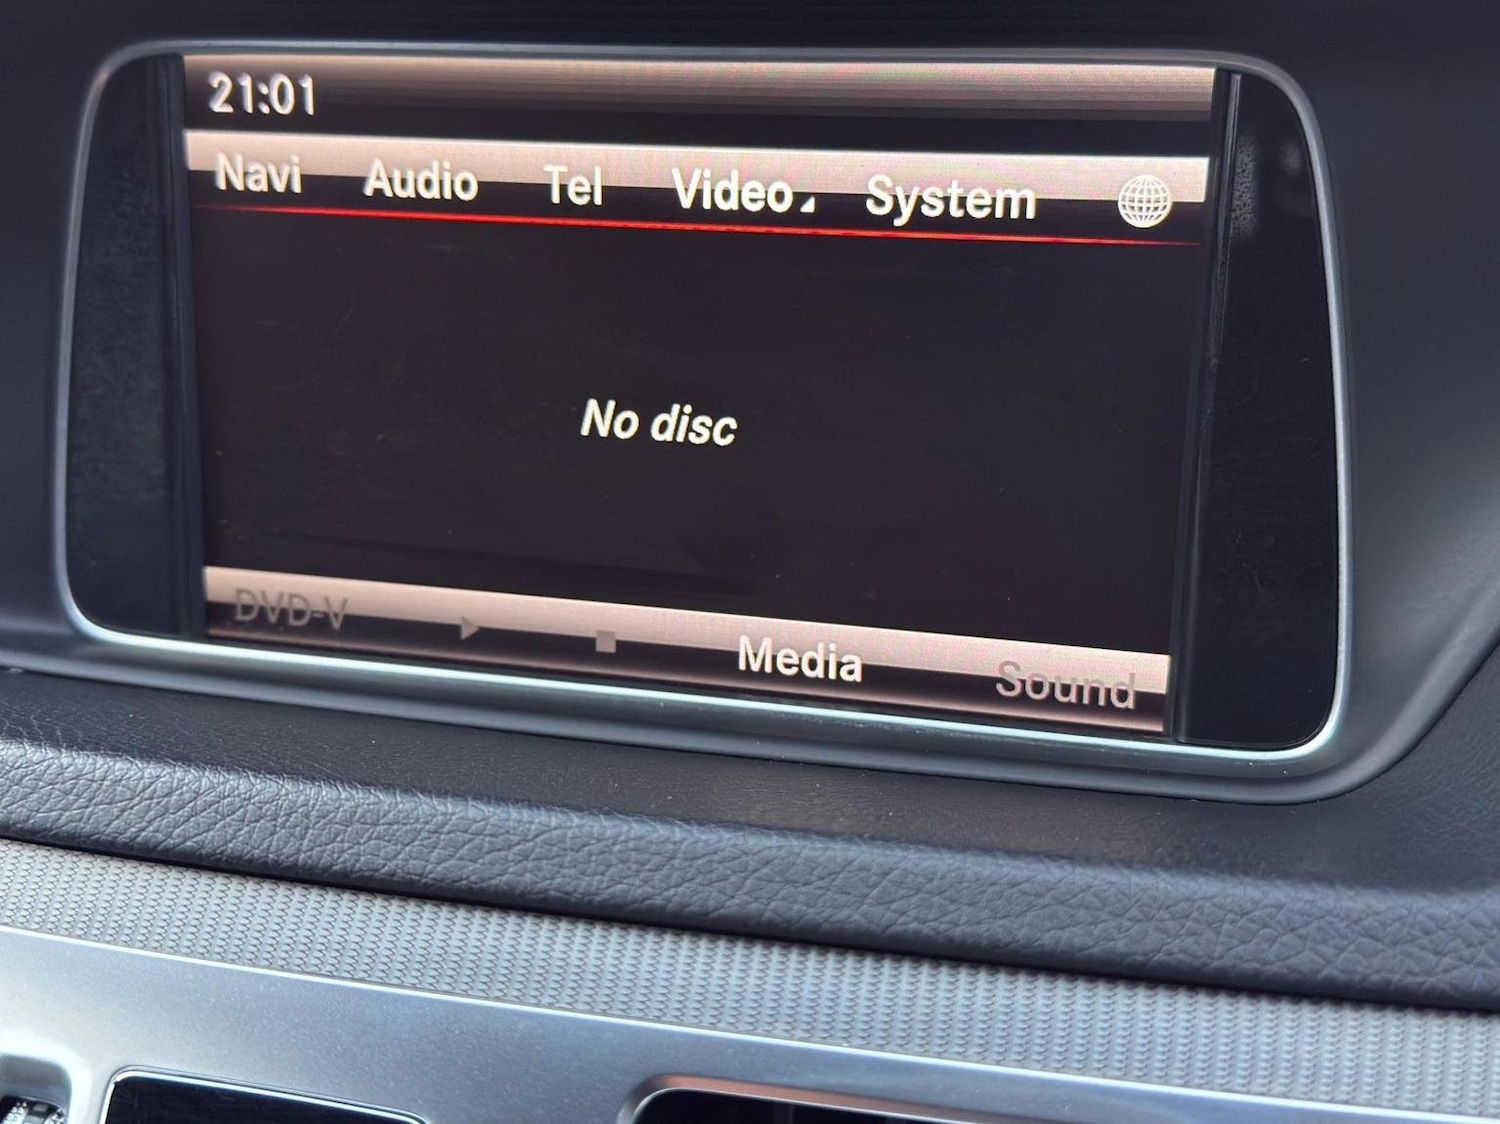 21:01
Navi Audio Tel Video System
No disc
DVD-V Media Sound